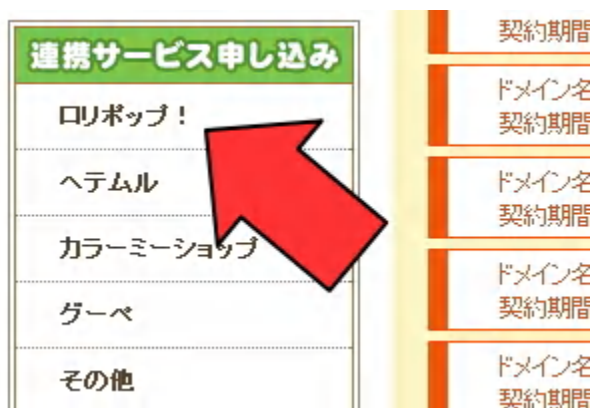 連携サービス申し込み
ロリポップ！
ヘテムル
カラーミーショップ
グーペ
その他
契約期間
ドメイン名
契約期間
ドメイン名
契約期間
ドメイン名
契約期間
ドメイン名
契約期間